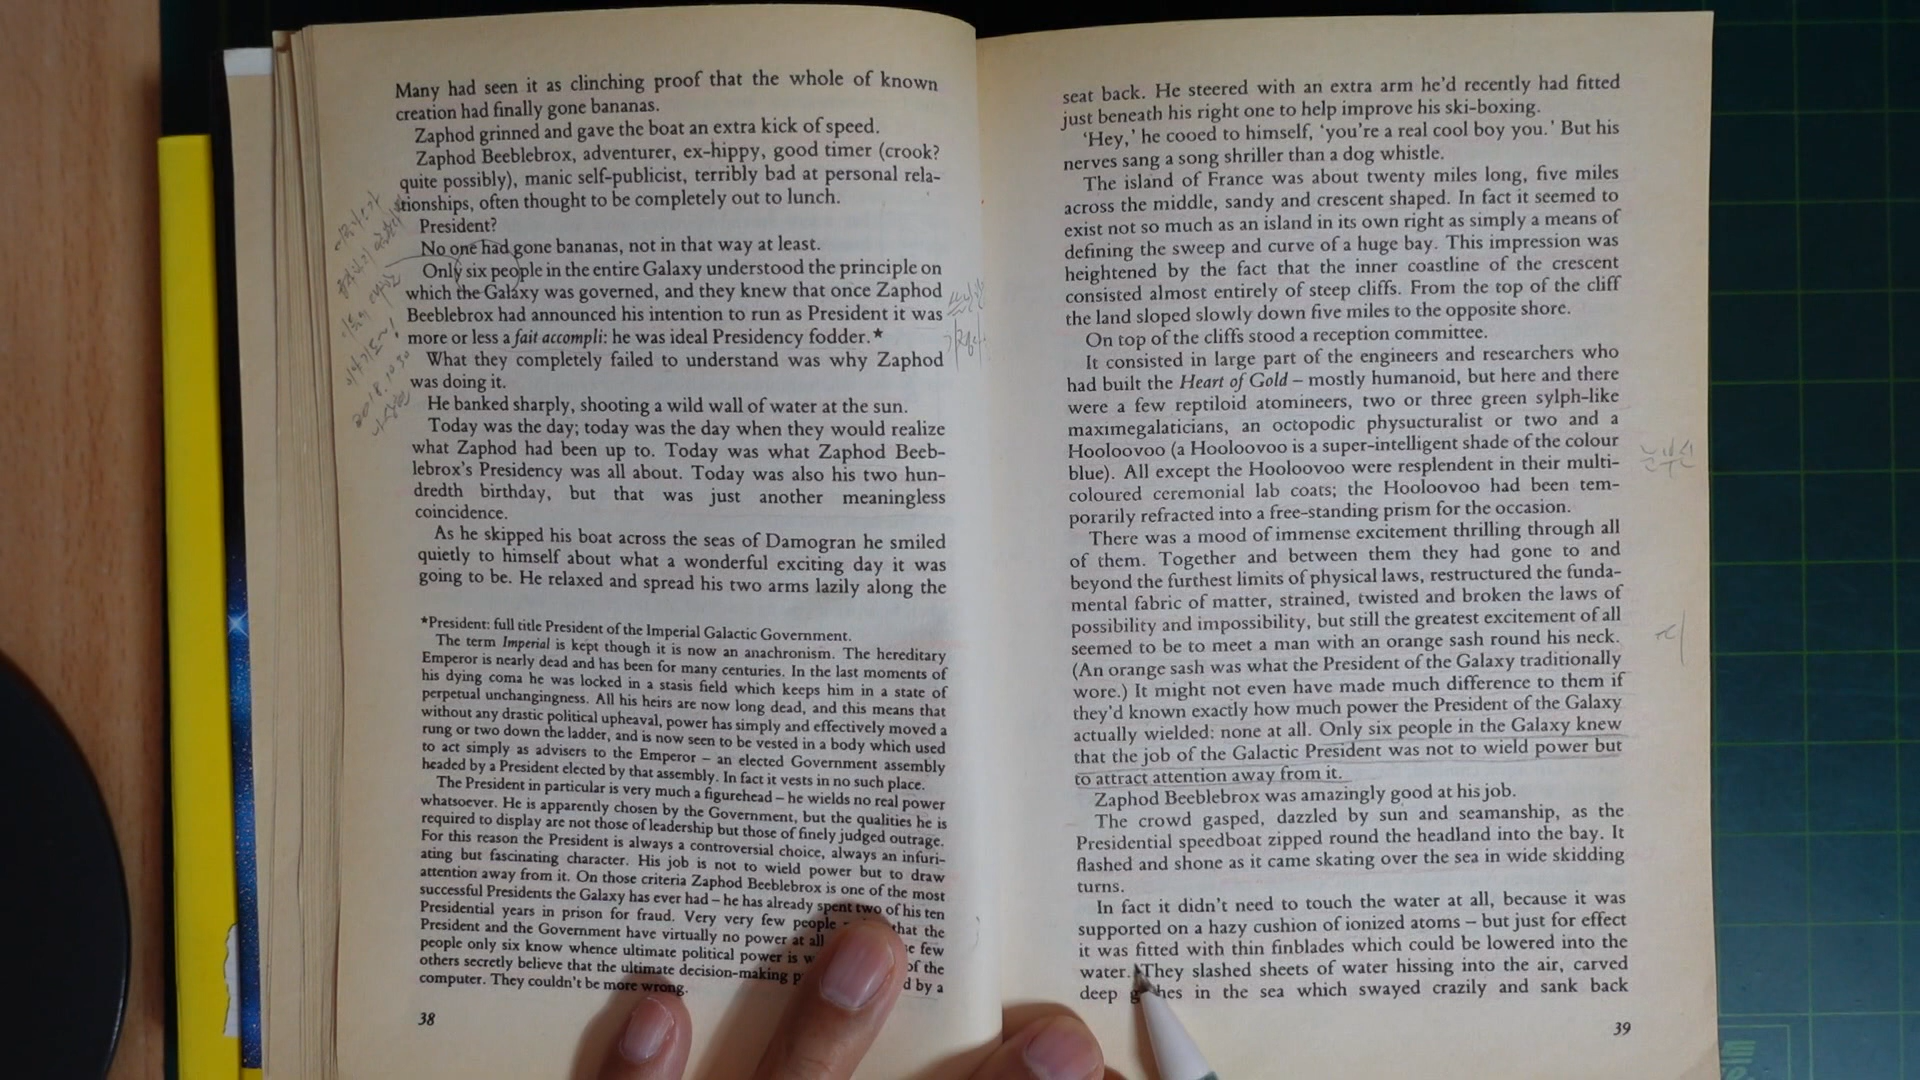 Many had seen it as clinching proof that the whole of known
creation had finally gone bananas.
Zaphod grinned and gave the boat an extra kick of speed.
Zaphod Beeblebrox, adventurer, ex-hippy, good timer (crook?
quite possibly), manic self-publicist, terribly bad at personal rela-
tionships, often thought to be completely out to lunch.
President?
No one had gone bananas, not in that way at least.
Only six people in the entire Galaxy understood the principle on
which the Galaxy was governed, and they knew that once Zaphod
Beeblebrox had announced his intention to run as President it was
more or less a fait accompli: he was ideal Presidency fodder.★
What they completely failed to understand was why Zaphod
was doing it.
He banked sharply, shooting a wild wall of water at the sun.
Today was the day; today was the day when they would realize
what Zaphod had been up to. Today was what Zaphod Beeb-
lebrox's Presidency was all about. Today was also his two hun-
dredth birthday, but that was just another meaningless
coincidence.
As he skipped his boat across the seas of Damogran he smiled
quietly to himself about what a wonderful exciting day it was
going to be. He relaxed and spread his two arms lazily along the
★President: full title President of the Imperial Galactic Government.
The term Imperial is kept though it is now an anachronism. The hereditary
Emperor is nearly dead and has been for many centuries. In the last moments of
his dying coma he was locked in a stasis field which keeps him in a state of
perpetual unchangingness. All his heirs are now long dead, and this means that
without any drastic political upheaval, power has simply and effectively moved a
rung or two down the ladder, and is now seen to be vested in a body which used
to act simply as advisers to the Emperor – an elected Government assembly
headed by a President elected by that assembly. In fact it vests in no such place.
The President in particular is very much a figurehead – he wields no real power
whatsoever. He is apparently chosen by the Government, but the qualities he is
required to display are not those of leadership but those of finely judged outrage.
For this reason the President is always a controversial choice, always an infuri-
ating but fascinating character. His job is not to wield power but to draw
attention away from it. On those criteria Zaphod Beeblebrox is one of the most
successful Presidents the Galaxy has ever had – he has already spent two of his ten
Presidential years in prison for fraud. Very very few people that the
President and the Government have virtually no power at all few
people only six know whence ultimate political power is of the
others secretly believe that the ultimate decision-making d by a
computer. They couldn't be more wrong.
38
2018. 10. 30
seat back. He steered with an extra arm he'd recently had fitted
just beneath his right one to help improve his ski-boxing.
'Hey,' he cooed to himself, 'you're a real cool boy you.' But his
nerves sang a song shriller than a dog whistle.
The island of France was about twenty miles long, five miles
across the middle, sandy and crescent shaped. In fact it seemed to
exist not so much as an island in its own right as simply a means of
defining the sweep and curve of a huge bay. This impression was
heightened by the fact that the inner coastline of the crescent
consisted almost entirely of steep cliffs. From the top of the cliff
the land sloped slowly down five miles to the opposite shore.
On top of the cliffs stood a reception committee.
It consisted in large part of the engineers and researchers who
had built the Heart of Gold – mostly humanoid, but here and there
were a few reptiloid atomineers, two or three green sylph-like
maximegalaticians, an octopodic physucturalist or two and a
Hooloovoo (a Hooloovoo is a super-intelligent shade of the colour
blue). All except the Hooloovoo were resplendent in their multi-
coloured ceremonial lab coats; the Hooloovoo had been tem-
porarily refracted into a free-standing prism for the occasion.
There was a mood of immense excitement thrilling through all
of them. Together and between them they had gone to and
beyond the furthest limits of physical laws, restructured the funda-
mental fabric of matter, strained, twisted and broken the laws of
possibility and impossibility, but still the greatest excitement of all
seemed to be to meet a man with an orange sash round his neck.
(An orange sash was what the President of the Galaxy traditionally
wore.) It might not even have made much difference to them if
they'd known exactly how much power the President of the Galaxy
actually wielded: none at all. Only six people in the Galaxy knew
that the job of the Galactic President was not to wield power but
to attract attention away from it.
Zaphod Beeblebrox was amazingly good at his job.
The crowd gasped, dazzled by sun and seamanship, as the
Presidential speedboat zipped round the headland into the bay. It
flashed and shone as it came skating over the sea in wide skidding
turns.
In fact it didn't need to touch the water at all, because it was
supported on a hazy cushion of ionized atoms – but just for effect
it was fitted with thin finblades which could be lowered into the
water. They slashed sheets of water hissing into the air, carved
deep in the sea which swayed crazily and sank back
39
눈부신